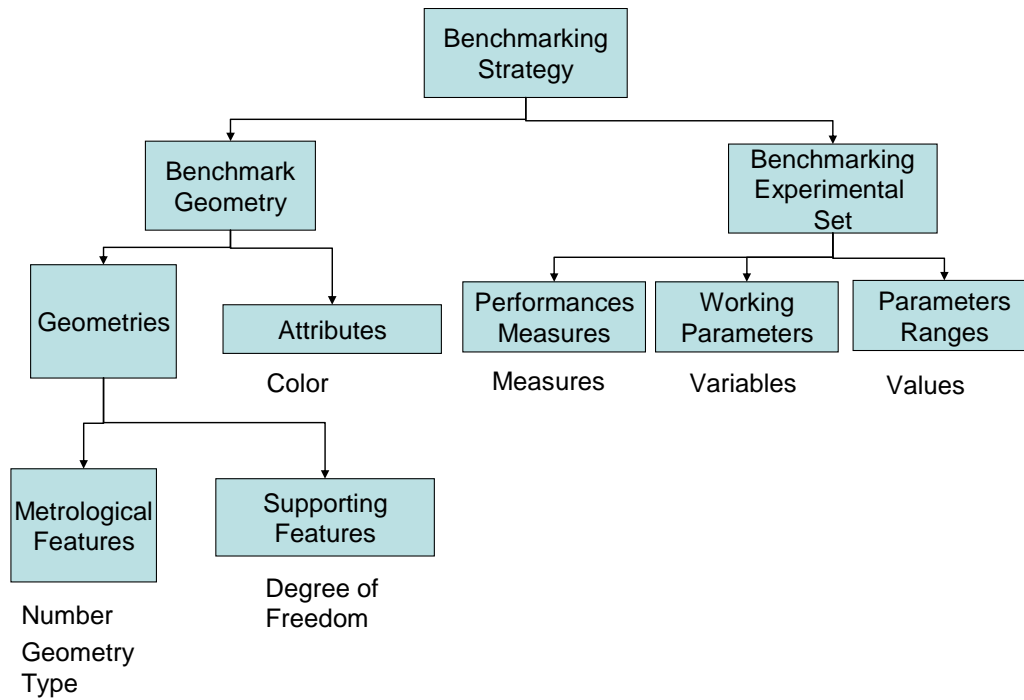 Benchmarking
Strategy
Benchmark
Geometry
Benchmarking
Experimental
Set
Geometries
Attributes
Performances
Measures
Working
Parameters
Parameters
Ranges
Color
Measures
Variables
Values
Metrological
Features
Supporting
Features
Number
Geometry
Type
Degree of
Freedom